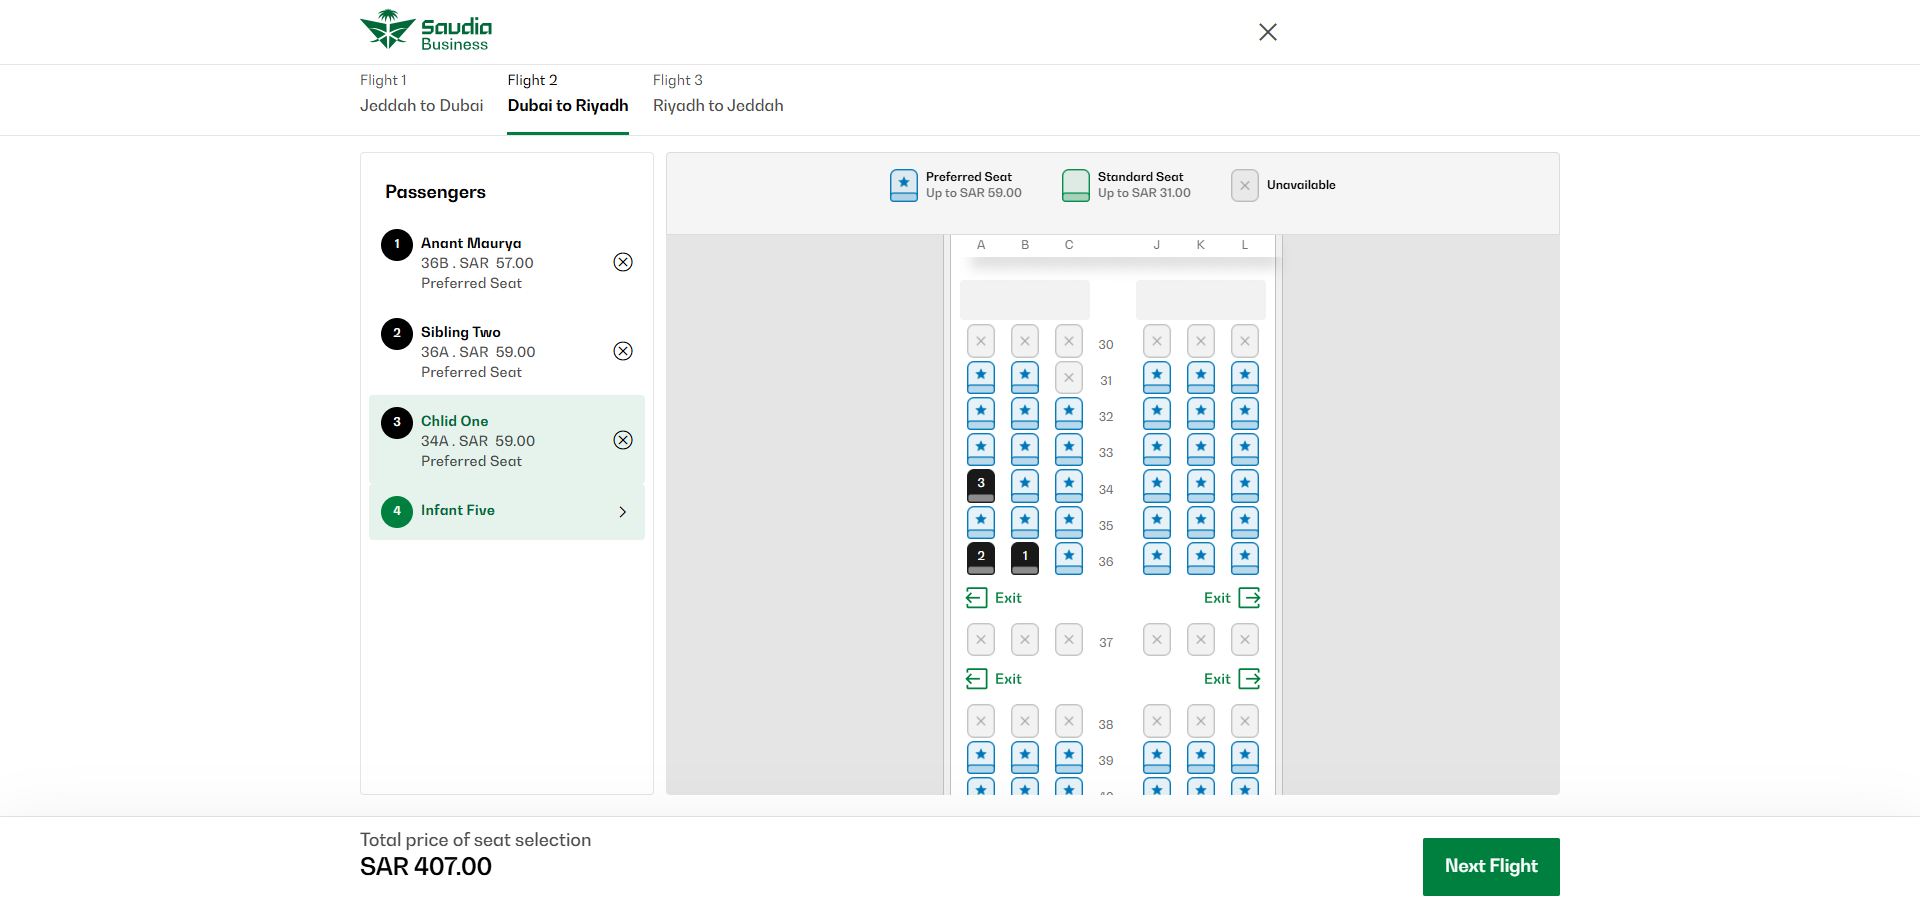 Saudia
Business
Flight 1
Jeddah to Dubai
Flight 2
Dubai to Riyadh
Flight 3
Riyadh to Jeddah
Passengers
1
Anant Maurya
36B . SAR 57.00
Preferred Seat
2
Sibling Two
36A . SAR 59.00
Preferred Seat
3
Chlid One
34A . SAR 59.00
Preferred Seat
4
Infant Five
Preferred Seat
Up to SAR 59.00
Standard Seat
Up to SAR 31.00
Unavailable
A B C J K L
30
31
32
33
3 34
35
2 1 36
Exit Exit
37
Exit Exit
38
39
Total price of seat selection
SAR 407.00
Next Flight